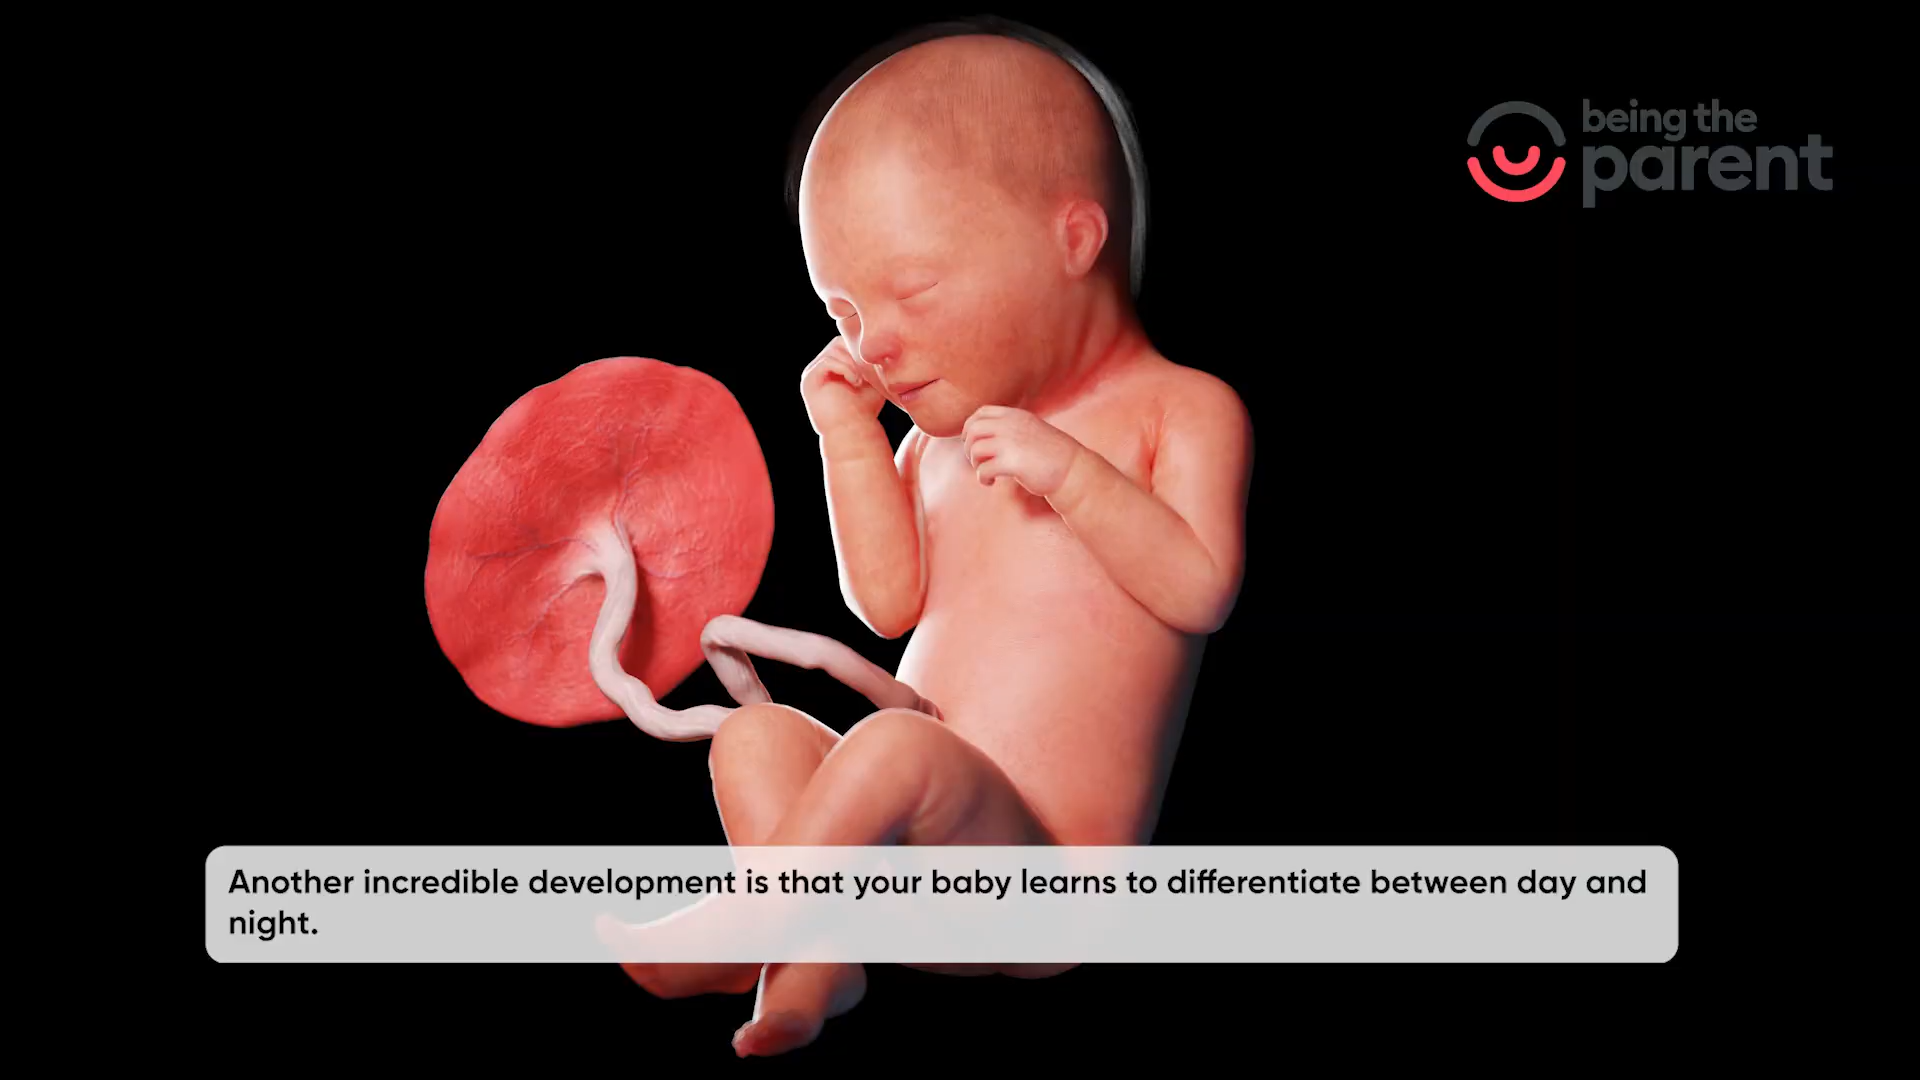 being the
parent
Another incredible development is that your baby learns to differentiate between day and
night.